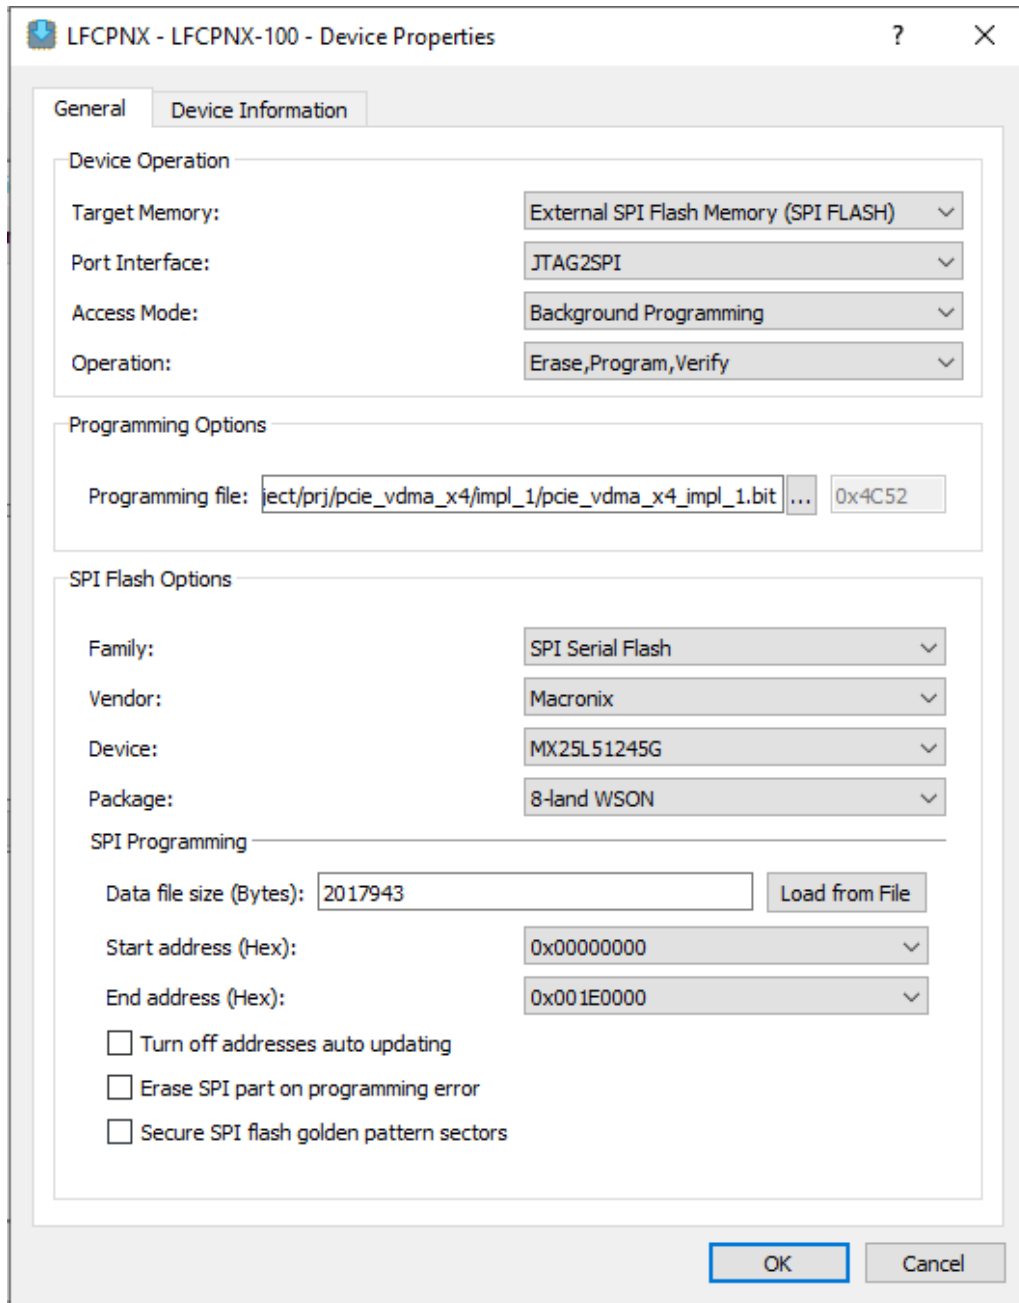 LFCPNX - LFCPNX-100 - Device Properties ?
General Device Information
Device Operation
Target Memory: External SPI Flash Memory (SPI FLASH)
Port Interface: JTAG2SPI
Access Mode: Background Programming
Operation: Erase,Program,Verify
Programming Options
Programming file: ject/prj/pcie_vdma_x4/impl_1/pcie_vdma_x4_impl_1.bit ... 0x4C52
SPI Flash Options
Family: SPI Serial Flash
Vendor: Macronix
Device: MX25L51245G
Package: 8-land WSON
SPI Programming
Data file size (Bytes): 2017943 Load from File
Start address (Hex): 0x00000000
End address (Hex): 0x001E0000
Turn off addresses auto updating
Erase SPI part on programming error
Secure SPI flash golden pattern sectors
OK Cancel